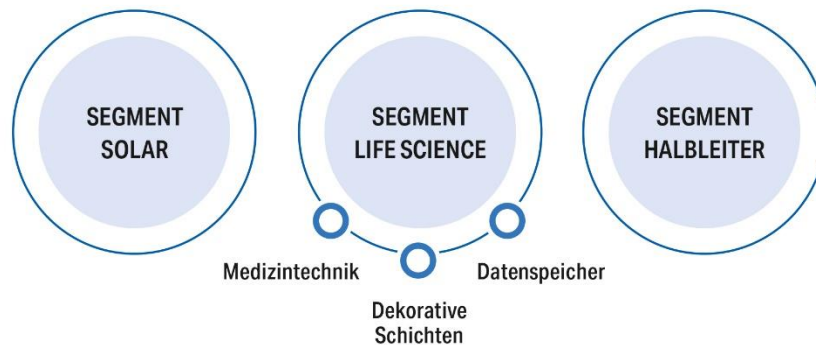 SEGMENT
SOLAR
SEGMENT
LIFE SCIENCE
SEGMENT
HALBLEITER
Medizintechnik
Dekorative
Schichten
Datenspeicher